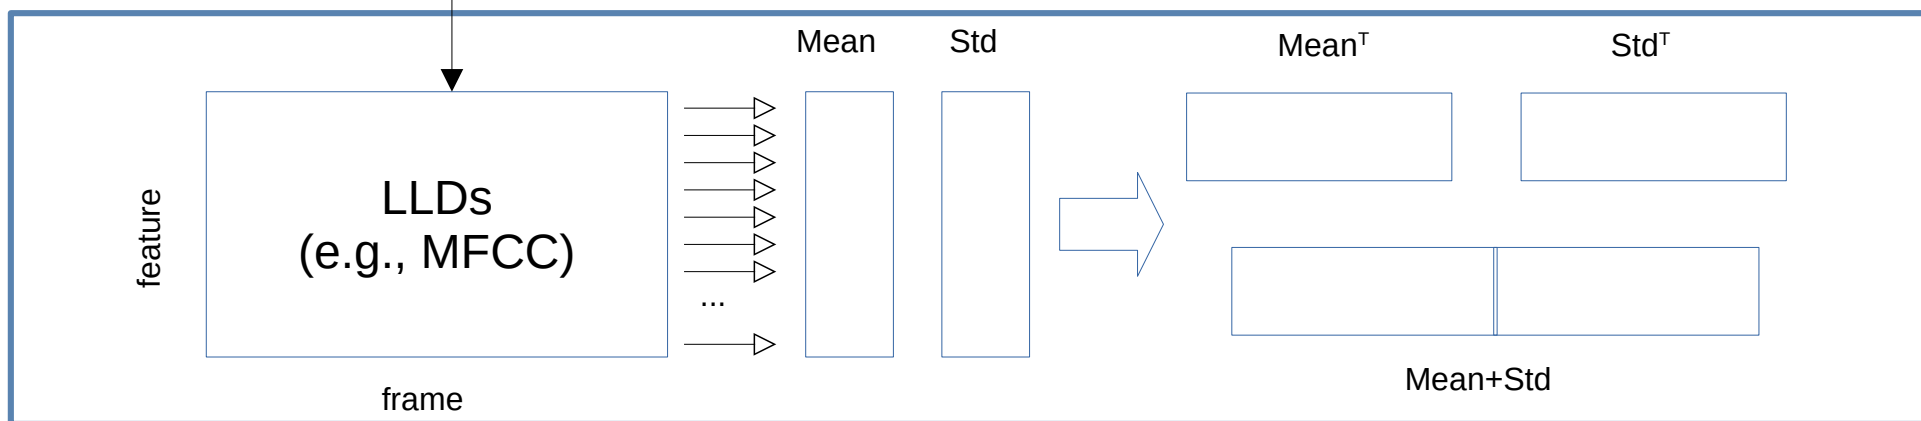 Mean
Std
Meanᵀ
Stdᵀ
LLDs
(e.g., MFCC)
feature
...
frame
Mean+Std